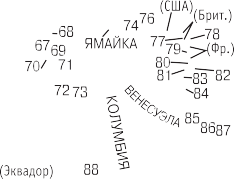 (США)
74 76
(Брит.)
68
ЯМАЙКА 77 78
67 69
79 (Фр.)
70 71
80
81 83 82
84
72 73
КОЛУМБИЯ
ВЕНЕСУЭЛА
85 86 87
(Эквадор) 88